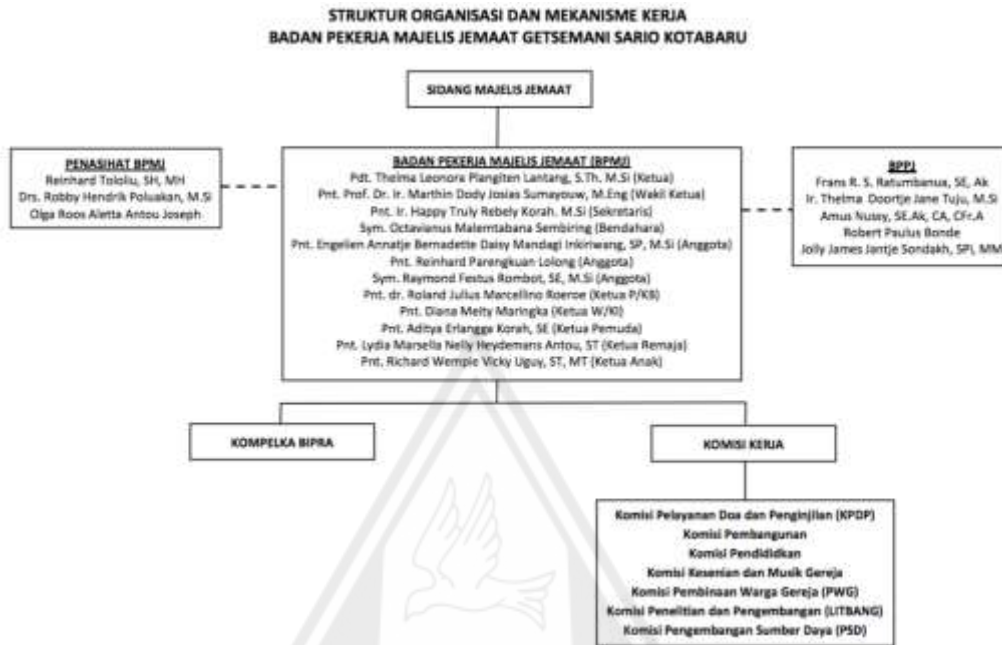 STRUKTUR ORGANISASI DAN MEKANISME KERJA
BADAN PEKERJA MAJELIS JEMAAT GETSEMANI SARIO KOTABARU
SIDANG MAJELIS JEMAAT
PENASIHAT BPMJ
Reinhard Tololiu, SH, MH
Drs. Robby Hendrik Poluakan, M.Si
Olga Roos Aletta Antou Joseph
BADAN PEKERJA MAJELIS JEMAAT (BPMJ)
Pdt. Thelma Leonora Plangiten Lantang, S.Th, M.Si (Ketua)
Pnt. Prof. Dr. Ir. Marthin Dody Josias Sumayouw, M.Eng (Wakil Ketua)
Pnt. Ir. Happy Truly Rebely Korah. M.Si (Sekretaris)
Sym. Octavianus Malemtabana Sembiring (Bendahara)
Pnt. Engelien Annatje Bernadette Daisy Mandagi Inkiriwang, SP, M.Si (Anggota)
Pnt. Reinhard Parengkuan Lolong (Anggota)
Sym. Raymond Festus Rombot, SE, M.Si (Anggota)
Pnt. dr. Roland Julius Marcellino Roeroe (Ketua P/KB)
Pnt. Diana Meity Maringka (Ketua W/KI)
Pnt. Aditya Erlangga Korah, SE (Ketua Pemuda)
Pnt. Lydia Marsella Nelly Heydemans Antou, ST (Ketua Remaja)
Pnt. Richard Wempie Vicky Uguy, ST, MT (Ketua Anak)
BPPJ
Frans R. S. Ratumbanua, SE, Ak
Ir. Thelma Doortje Jane Tuju, M.Si
Amus Nussy, SE.Ak, CA, CFr.A
Robert Paulus Bonde
Jolly James Jantje Sondakh, SPi, MM
KOMPELKA BIPRA
KOMISI KERJA
Komisi Pelayanan Doa dan Penginjilan (KPDP)
Komisi Pembangunan
Komisi Pendididkan
Komisi Kesenian dan Musik Gereja
Komisi Pembinaan Warga Gereja (PWG)
Komisi Penelitian dan Pengembangan (LITBANG)
Komisi Pengembangan Sumber Daya (PSD)